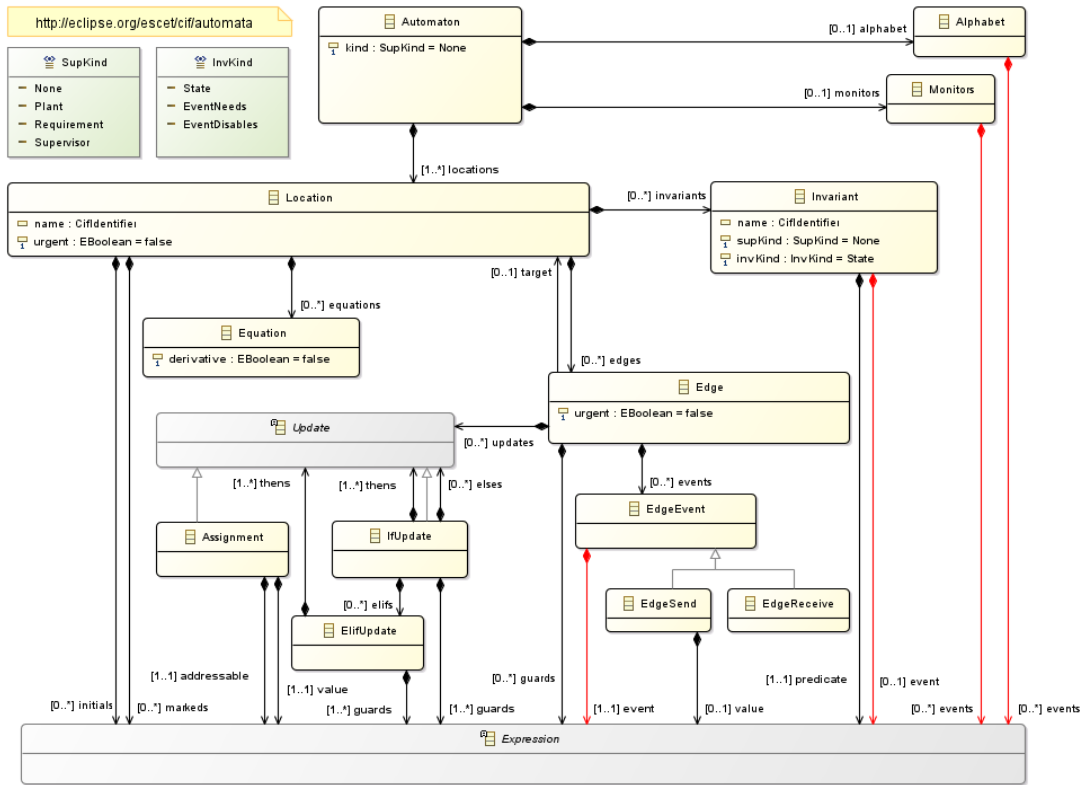 http://eclipse.org/escet/cif/automata
Automaton
kind : SupKind = None
Alphabet
[0..1] alphabet
SupKind
None
Plant
Requirement
Supervisor
InvKind
State
EventNeeds
EventDisables
[0..1] monitors
Monitors
[1..*] locations
Location
name : CifIdentifier
urgent : EBoolean = false
[0..*] invariants
Invariant
name : CifIdentifier
supKind : SupKind = None
invKind : InvKind = State
[0..1] target
[0..*] equations
Equation
derivative : EBoolean = false
[0..*] edges
Edge
urgent : EBoolean = false
Update
[0..*] updates
[1..*] thens
[1..*] thens
[0..*] elses
[0..*] events
EdgeEvent
Assignment
IfUpdate
[0..*] elifs
ElifUpdate
EdgeSend
EdgeReceive
[1..1] addressable
[1..1] value
[0..*] guards
[1..1] predicate
[0..1] event
[0..*] initials
[0..*] markeds
[1..*] guards
[1..*] guards
[1..1] event
[0..1] value
[0..*] events
[0..*] events
Expression